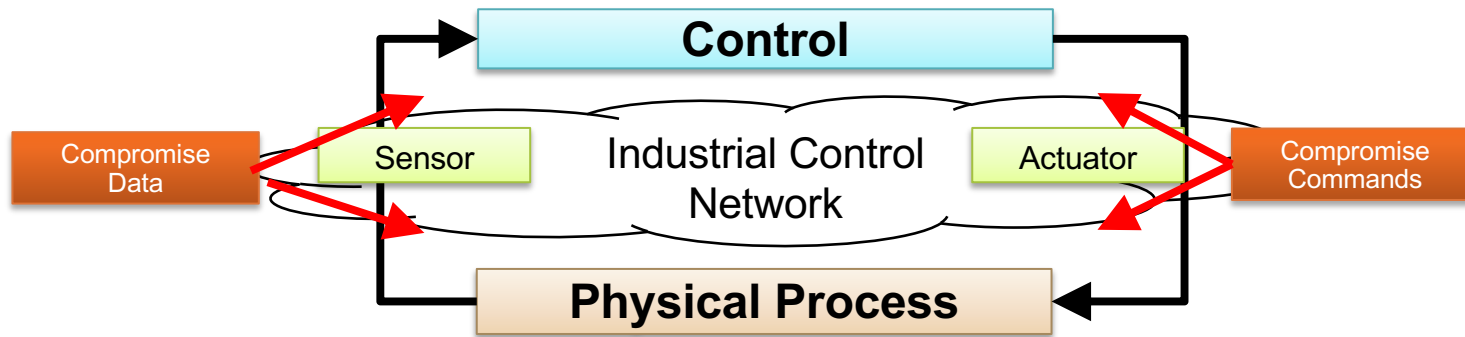 Control
Compromise
Data
Sensor
Industrial Control
Network
Actuator
Compromise
Commands
Physical Process